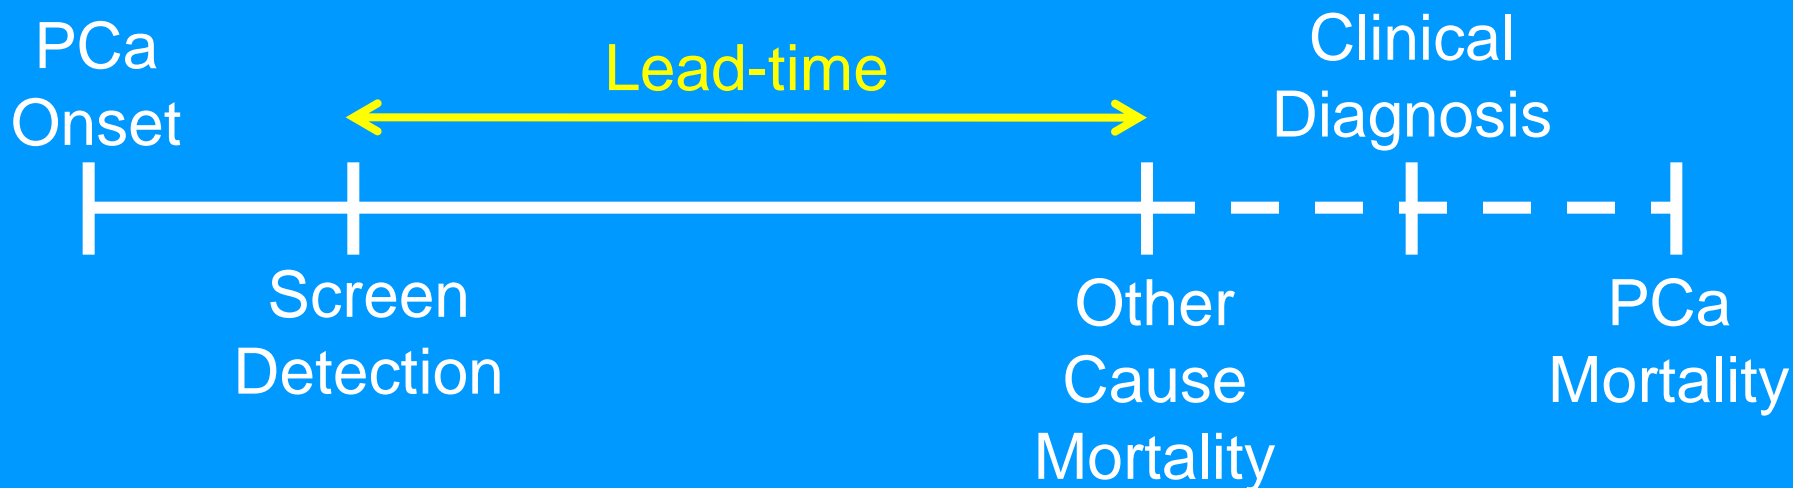 PCa
Onset
Lead-time
Clinical
Diagnosis
Screen
Detection
Other
Cause
Mortality
PCa
Mortality